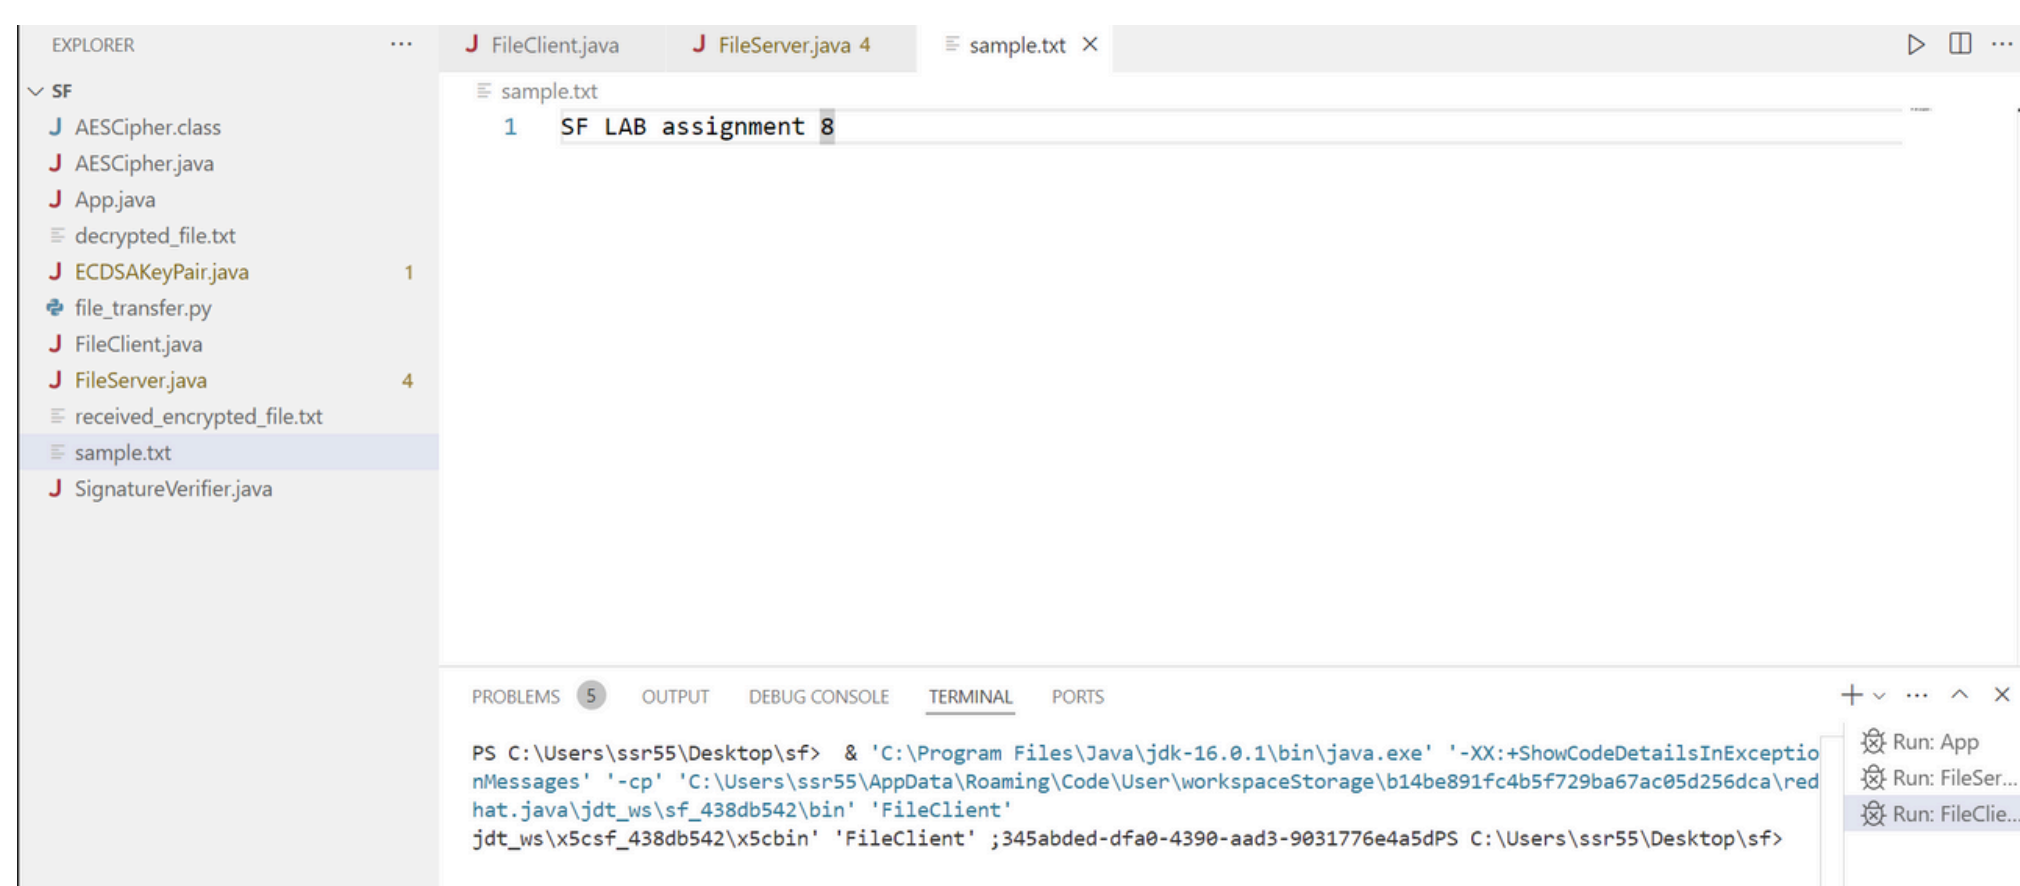 EXPLORER
SF
AESCipher.class
AESCipher.java
App.java
decrypted_file.txt
ECDSAKeyPair.java 1
file_transfer.py
FileClient.java
FileServer.java 4
received_encrypted_file.txt
sample.txt
SignatureVerifier.java
FileClient.java FileServer.java 4 sample.txt
sample.txt
1 SF LAB assignment 8
PROBLEMS 5 OUTPUT DEBUG CONSOLE TERMINAL PORTS
PS C:\Users\ssr55\Desktop\sf>  & 'C:\Program Files\Java\jdk-16.0.1\bin\java.exe' '-XX:+ShowCodeDetailsInExceptio
nMessages' '-cp' 'C:\Users\ssr55\AppData\Roaming\Code\User\workspaceStorage\b14be891fc4b5f729ba67ac05d256dca\red
hat.java\jdt_ws\sf_438db542\bin' 'FileClient'
jdt_ws\x5csf_438db542\x5cbin' 'FileClient' ;345abded-dfa0-4390-aad3-9031776e4a5dPS C:\Users\ssr55\Desktop\sf>
Run: App
Run: FileSer...
Run: FileClie...